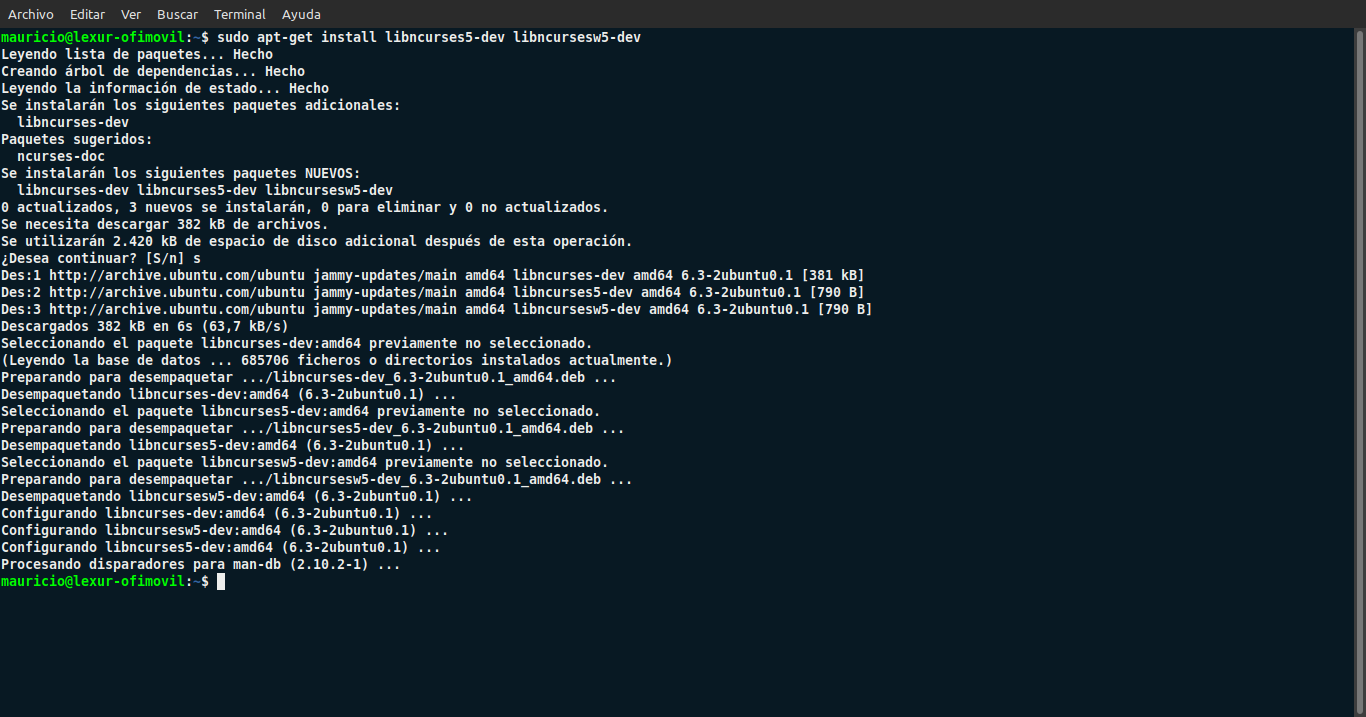 Archivo Editar Ver Buscar Terminal Ayuda
mauricio@lexur-ofimovil:~$ sudo apt-get install libncurses5-dev libncursesw5-dev
Leyendo lista de paquetes... Hecho
Creando árbol de dependencias... Hecho
Leyendo la información de estado... Hecho
Se instalarán los siguientes paquetes adicionales:
  libncurses-dev
Paquetes sugeridos:
  ncurses-doc
Se instalarán los siguientes paquetes NUEVOS:
  libncurses-dev libncurses5-dev libncursesw5-dev
0 actualizados, 3 nuevos se instalarán, 0 para eliminar y 0 no actualizados.
Se necesita descargar 382 kB de archivos.
Se utilizarán 2.420 kB de espacio de disco adicional después de esta operación.
¿Desea continuar? [S/n] s
Des:1 http://archive.ubuntu.com/ubuntu jammy-updates/main amd64 libncurses-dev amd64 6.3-2ubuntu0.1 [381 kB]
Des:2 http://archive.ubuntu.com/ubuntu jammy-updates/main amd64 libncurses5-dev amd64 6.3-2ubuntu0.1 [790 B]
Des:3 http://archive.ubuntu.com/ubuntu jammy-updates/main amd64 libncursesw5-dev amd64 6.3-2ubuntu0.1 [790 B]
Descargados 382 kB en 6s (63,7 kB/s)
Seleccionando el paquete libncurses-dev:amd64 previamente no seleccionado.
(Leyendo la base de datos ... 685706 ficheros o directorios instalados actualmente.)
Preparando para desempaquetar .../libncurses-dev_6.3-2ubuntu0.1_amd64.deb ...
Desempaquetando libncurses-dev:amd64 (6.3-2ubuntu0.1) ...
Seleccionando el paquete libncurses5-dev:amd64 previamente no seleccionado.
Preparando para desempaquetar .../libncurses5-dev_6.3-2ubuntu0.1_amd64.deb ...
Desempaquetando libncurses5-dev:amd64 (6.3-2ubuntu0.1) ...
Seleccionando el paquete libncursesw5-dev:amd64 previamente no seleccionado.
Preparando para desempaquetar .../libncursesw5-dev_6.3-2ubuntu0.1_amd64.deb ...
Desempaquetando libncursesw5-dev:amd64 (6.3-2ubuntu0.1) ...
Configurando libncurses-dev:amd64 (6.3-2ubuntu0.1) ...
Configurando libncursesw5-dev:amd64 (6.3-2ubuntu0.1) ...
Configurando libncurses5-dev:amd64 (6.3-2ubuntu0.1) ...
Procesando disparadores para man-db (2.10.2-1) ...
mauricio@lexur-ofimovil:~$